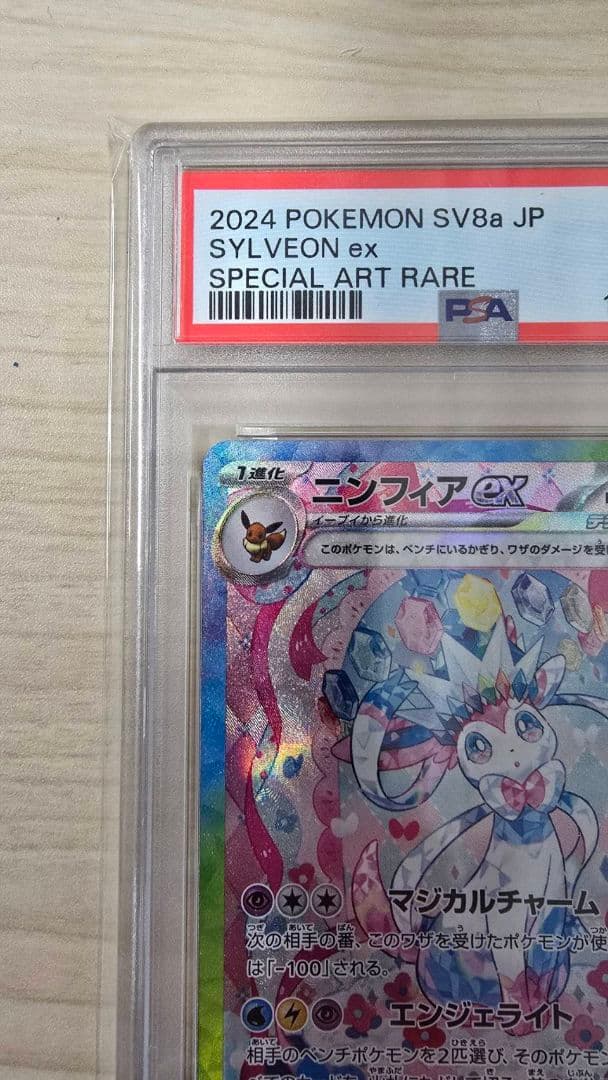 2024 POKEMON SV8a JP
SYLVEON ex
SPECIAL ART RARE
PSA
1進化
ニンフィアex
イーブイから進化
このポケモンは、ベンチにいるかぎり、ワザのダメージを受け
マジカルチャーム
次の相手の番、このワザを受けたポケモンが使
は「-100」される。
エンジェライト
相手のベンチポケモンを2匹選び、そのポケモン